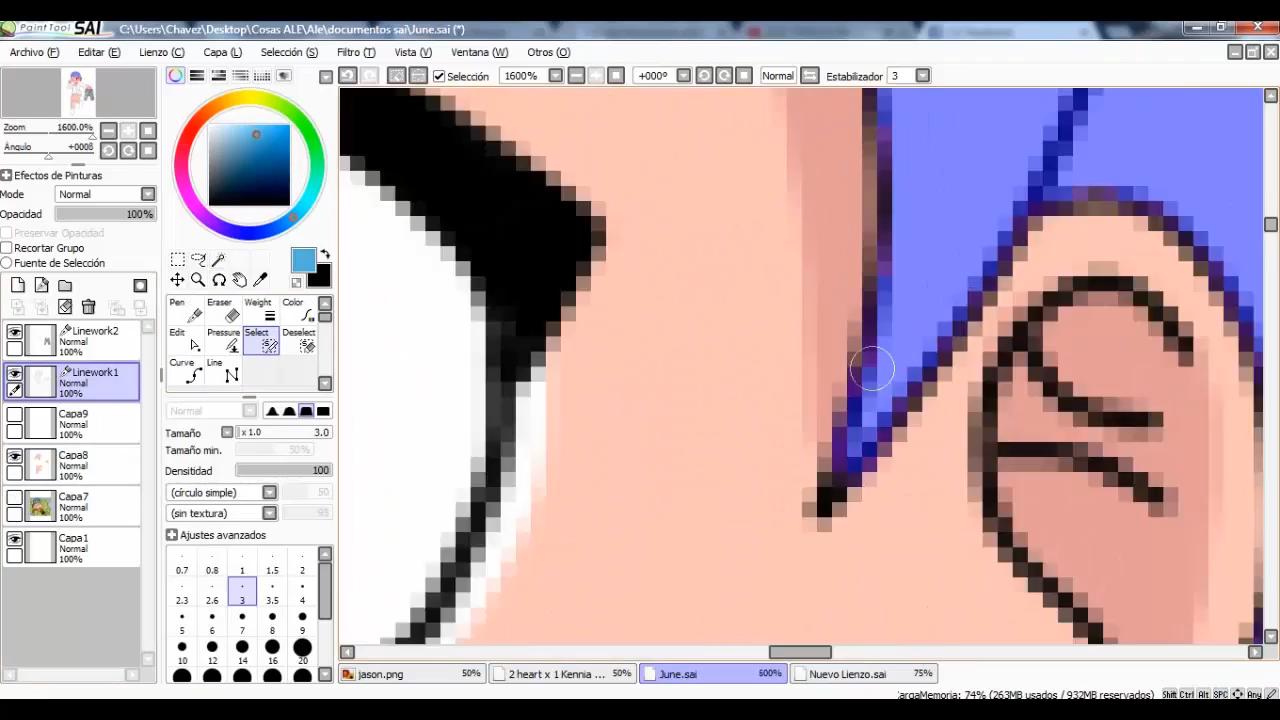 PaintTool SAI C:\Users\Chavez\Desktop\Cosas ALE\Ale\documentos sai\June.sai (*)
Archivo (F) Editar (E) Lienzo (C) Capa (L) Selección (S) Filtro (T) Vista (V) Ventana (W) Otros (O)
Selección 1600% +000º Normal Estabilizador 3
Zoom 1600.0%
Ángulo +000ß
Efectos de Pinturas
Mode Normal
Opacidad 100%
Preservar Opacidad
Recortar Grupo
Fuente de Selección
Linework2
Normal
100%
Linework1
Normal
100%
Capa9
Normal
100%
Capa8
Normal
100%
Capa7
Normal
100%
Capa1
Normal
100%
Pen Eraser Weight Color
Edit Pressure Select Deselect
Curve Line
Normal
Tamaño x 1.0 3.0
Tamaño min. 50%
Densitidad 100
(círculo simple) 50
(sin textura) 95
Ajustes avanzados
0.7 0.8 1 1.5 2
2.3 2.6 3 3.5 4
5 6 7 8 9
10 12 14 16 20
jason.png 50% 2 heart x 1 Kennia ... 50% June.sai 600% Nuevo Lienzo.sai 75%
argaMemoria: 74% (263MB usados / 932MB reservados) Shift Ctrl Alt SPC Any